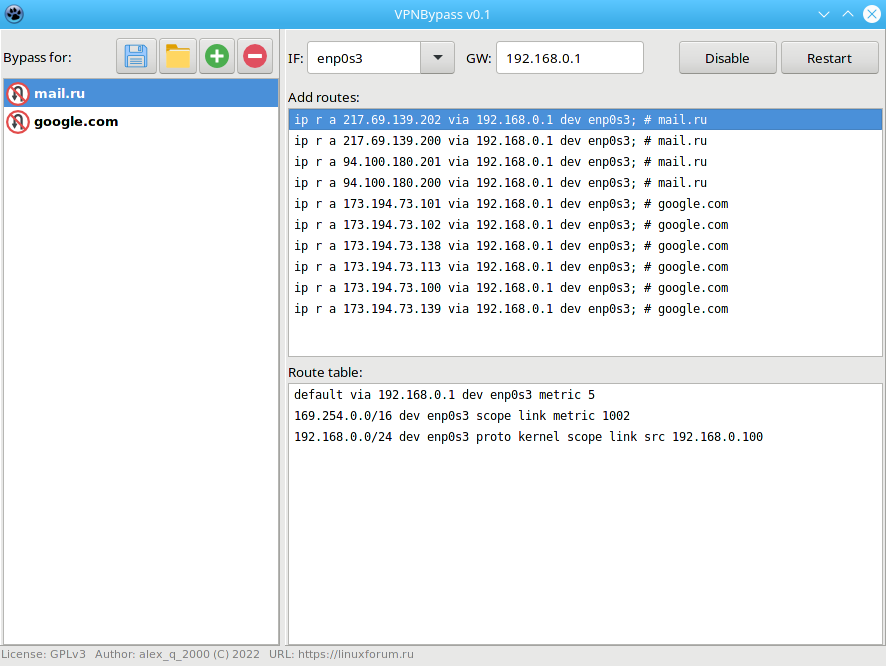 VPNBypass v0.1
Bypass for:
mail.ru
google.com
IF: enp0s3 GW: 192.168.0.1 Disable Restart
Add routes:
ip r a 217.69.139.202 via 192.168.0.1 dev enp0s3; # mail.ru
ip r a 217.69.139.200 via 192.168.0.1 dev enp0s3; # mail.ru
ip r a 94.100.180.201 via 192.168.0.1 dev enp0s3; # mail.ru
ip r a 94.100.180.200 via 192.168.0.1 dev enp0s3; # mail.ru
ip r a 173.194.73.101 via 192.168.0.1 dev enp0s3; # google.com
ip r a 173.194.73.102 via 192.168.0.1 dev enp0s3; # google.com
ip r a 173.194.73.138 via 192.168.0.1 dev enp0s3; # google.com
ip r a 173.194.73.113 via 192.168.0.1 dev enp0s3; # google.com
ip r a 173.194.73.100 via 192.168.0.1 dev enp0s3; # google.com
ip r a 173.194.73.139 via 192.168.0.1 dev enp0s3; # google.com
Route table:
default via 192.168.0.1 dev enp0s3 metric 5
169.254.0.0/16 dev enp0s3 scope link metric 1002
192.168.0.0/24 dev enp0s3 proto kernel scope link src 192.168.0.100
License: GPLv3 Author: alex_q_2000 (C) 2022 URL: https://linuxforum.ru